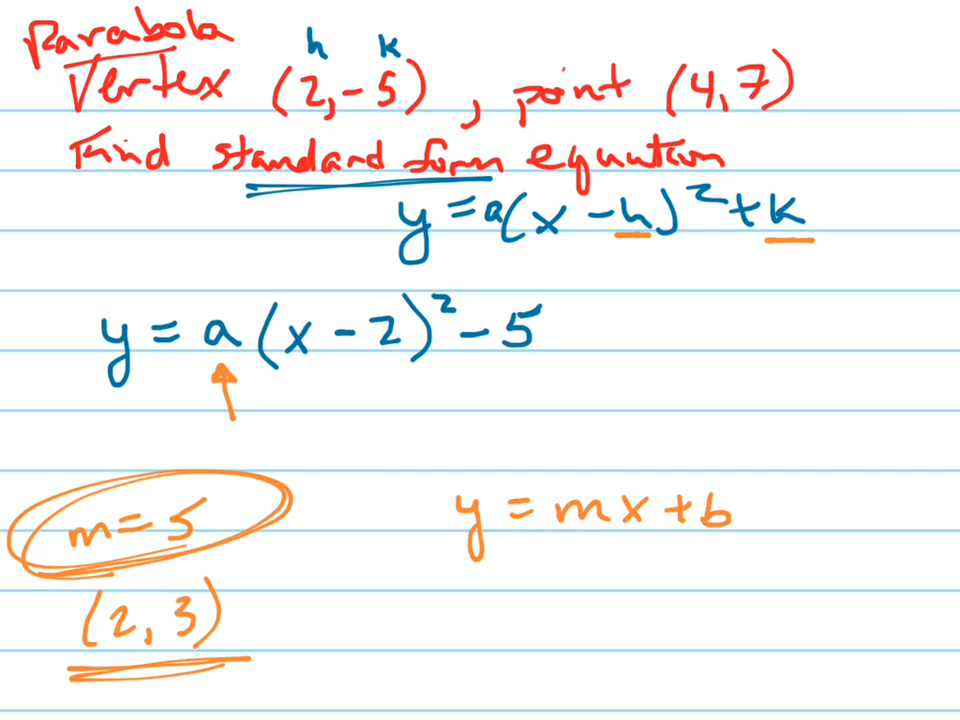 Parabola
h k
Vertex (2, -5), point (4, 7)
Find standard form equation
y = a(x - h)² + k
y = a(x - 2)² - 5
m = 5 y = mx + b
(2, 3)